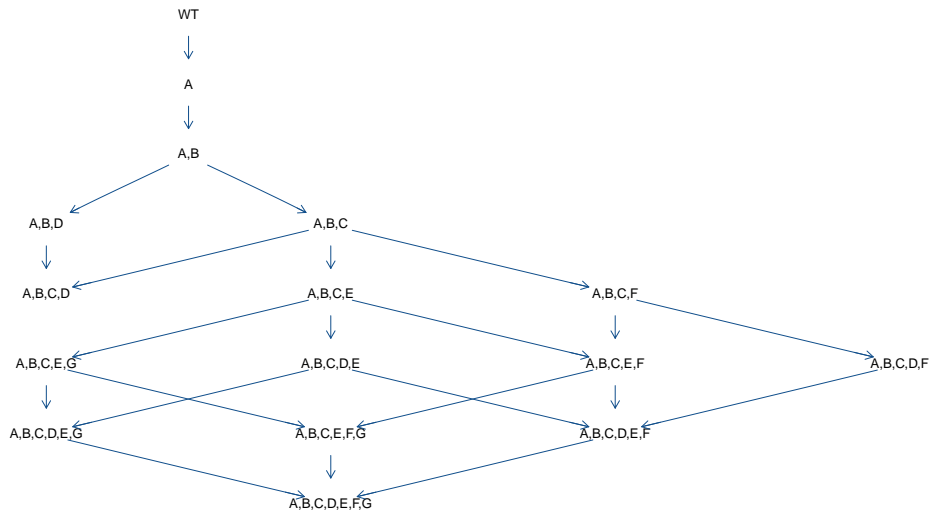 WT
A
A,B
A,B,D
A,B,C
A,B,C,D
A,B,C,E
A,B,C,F
A,B,C,E,G
A,B,C,D,E
A,B,C,E,F
A,B,C,D,F
A,B,C,D,E,G
A,B,C,E,F,G
A,B,C,D,E,F
A,B,C,D,E,F,G